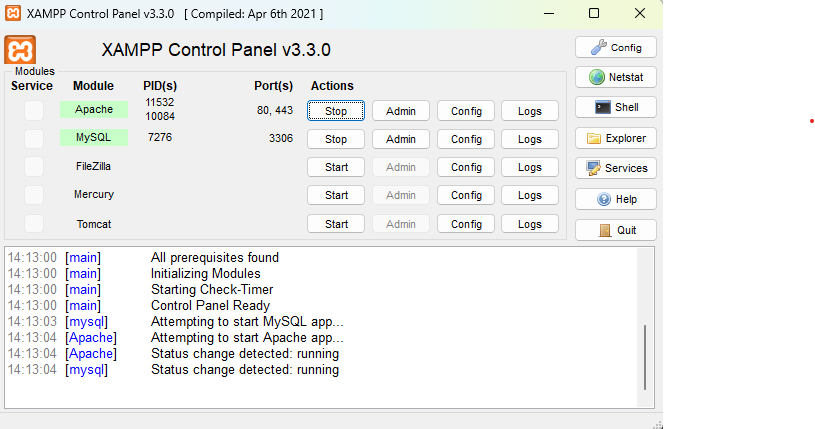 XAMPP Control Panel v3.3.0 [ Compiled: Apr 6th 2021 ]
XAMPP Control Panel v3.3.0
Config
Modules
Service Module PID(s) Port(s) Actions
Netstat
Apache 11532 10084 80, 443 Stop Admin Config Logs
Shell
MySQL 7276 3306 Stop Admin Config Logs
Explorer
FileZilla Start Admin Config Logs
Services
Mercury Start Admin Config Logs
Help
Tomcat Start Admin Config Logs
Quit
14:13:00 [main] All prerequisites found
14:13:00 [main] Initializing Modules
14:13:00 [main] Starting Check-Timer
14:13:00 [main] Control Panel Ready
14:13:03 [mysql] Attempting to start MySQL app...
14:13:04 [Apache] Attempting to start Apache app...
14:13:04 [Apache] Status change detected: running
14:13:04 [mysql] Status change detected: running